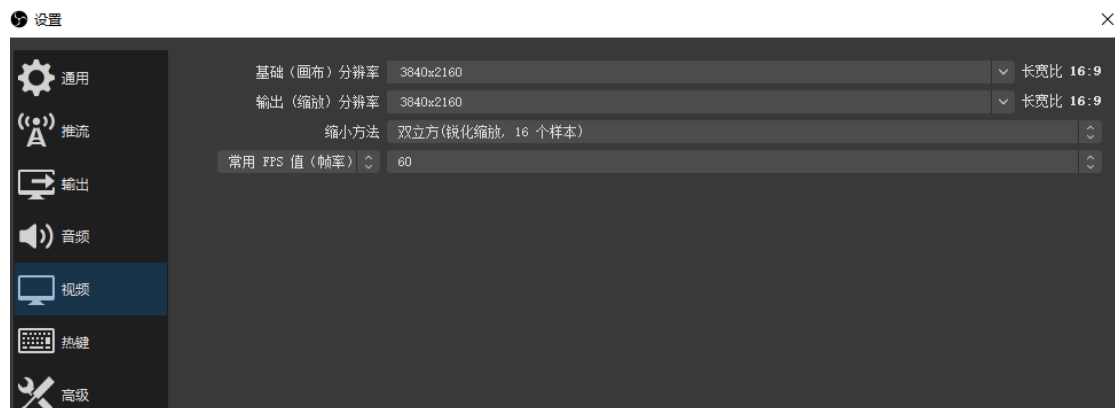 设置
通用
推流
输出
音频
视频
热键
高级
基础（画布）分辨率 3840x2160 长宽比 16:9
输出（缩放）分辨率 3840x2160 长宽比 16:9
缩小方法 双立方(锐化缩放, 16 个样本)
常用 FPS 值（帧率） 60